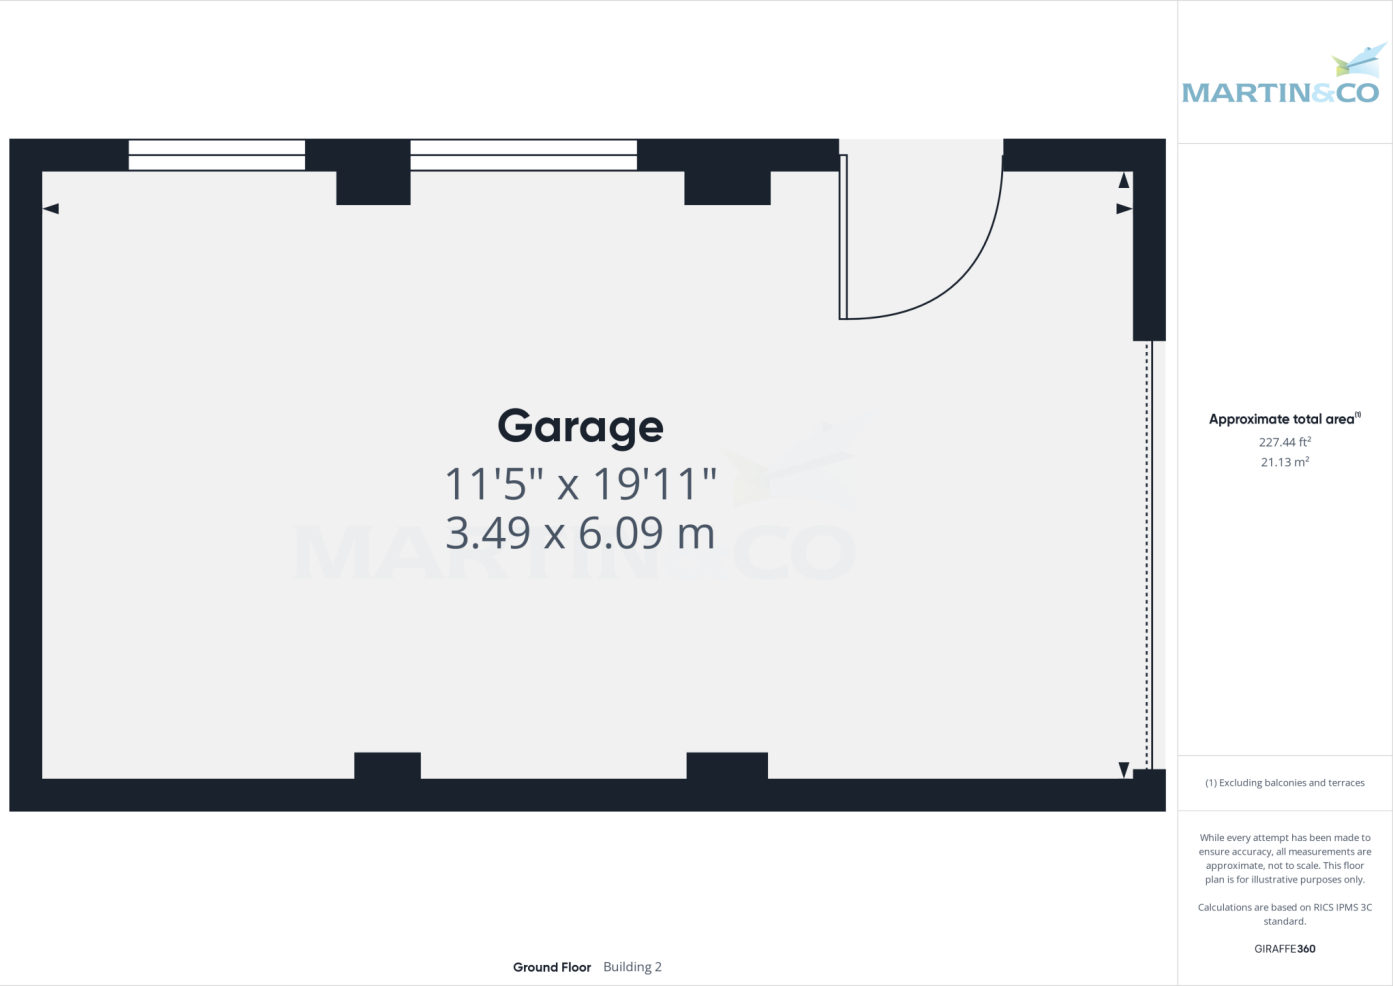 MARTIN&CO
Garage
11'5" x 19'11"
3.49 x 6.09 m
MARTIN&CO
Approximate total area(1)
227.44 ft²
21.13 m²
(1) Excluding balconies and terraces
While every attempt has been made to
ensure accuracy, all measurements are
approximate, not to scale. This floor
plan is for illustrative purposes only.
Calculations are based on RICS IPMS 3C
standard.
GIRAFFE360
Ground Floor Building 2